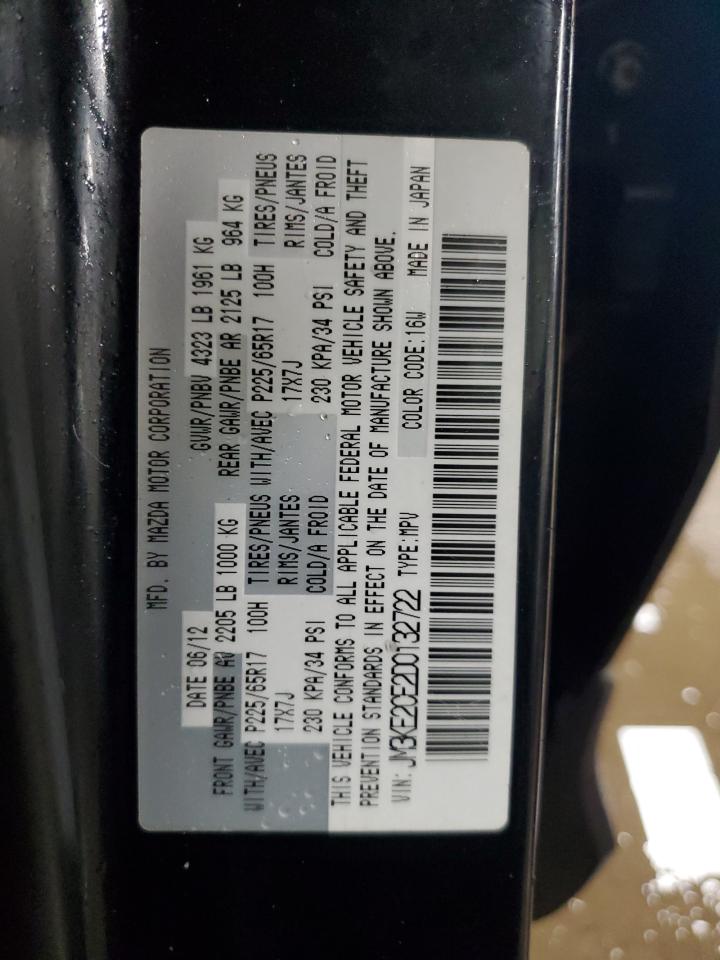 MFD. BY MAZDA MOTOR CORPORATION
DATE 06/12 GVWR/PNBV 4323 LB 1961 KG
FRONT GAWR/PNBE AV 2205 LB 1000 KG REAR GAWR/PNBE AR 2125 LB 964 KG
WITH/AVEC P225/65R17 100H TIRES/PNEUS WITH/AVEC P225/65R17 100H TIRES/PNEUS
17X7J RIMS/JANTES 17X7J RIMS/JANTES
230 KPA/34 PSI COLD/A FROID 230 KPA/34 PSI COLD/A FROID
THIS VEHICLE CONFORMS TO ALL APPLICABLE FEDERAL MOTOR VEHICLE SAFETY AND THEFT
PREVENTION STANDARDS IN EFFECT ON THE DATE OF MANUFACTURE SHOWN ABOVE.
VIN: JM3KE2CE2D0132722 TYPE:MPV COLOR CODE:16W MADE IN JAPAN